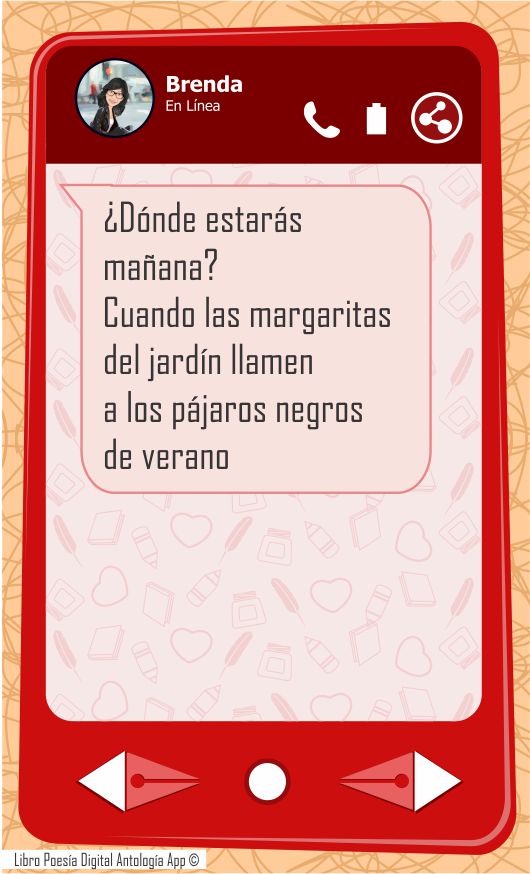 Brenda
En Línea
¿Dónde estarás
mañana?
Cuando las margaritas
del jardín llamen
a los pájaros negros
de verano
Libro Poesía Digital Antología App ©